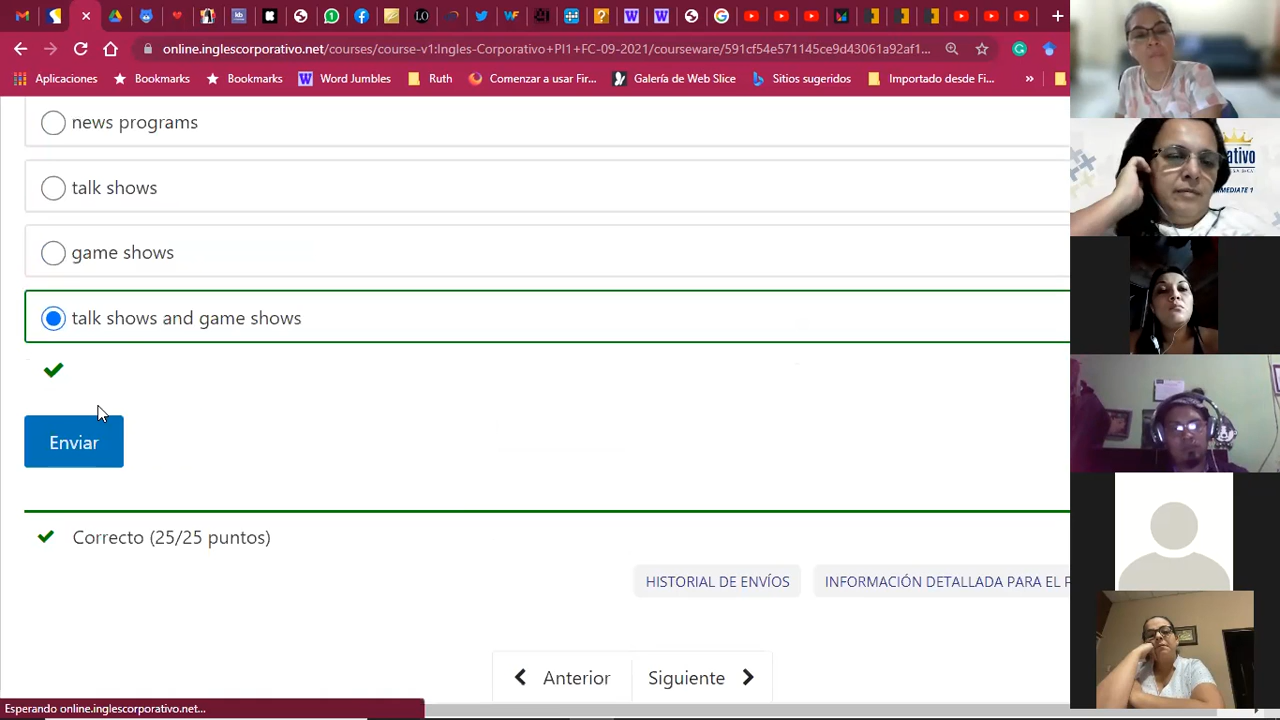 online.inglescorporativo.net/courses/course-v1:Ingles-Corporativo+PI1+FC-09-2021/courseware/591cf54e571145ce9d43061a92af1...
Aplicaciones Bookmarks Bookmarks Word Jumbles Ruth Comenzar a usar Fir... Galería de Web Slice Sitios sugeridos Importado desde Fi... »
news programs
talk shows
game shows
talk shows and game shows
Enviar
Correcto (25/25 puntos)
HISTORIAL DE ENVÍOS INFORMACIÓN DETALLADA PARA EL
Anterior Siguiente
Esperando online.inglescorporativo.net...
ativo
MEDIATE 1